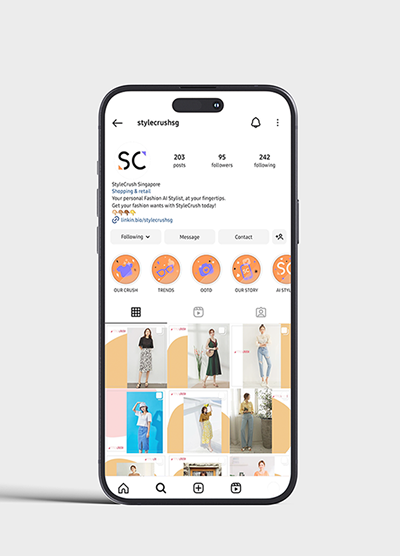 stylecrushsg
SC
203
posts
95
followers
242
following
StyleCrush Singapore
Shopping & retail
Your personal Fashion AI Stylist, at your fingertips.
Get your fashion wants with StyleCrush today!
linkin.bio/stylecrushsg
Following
Message
Contact
OUR CRUSH
TRENDS
OOTD
OUR STORY
AI STYL
SC